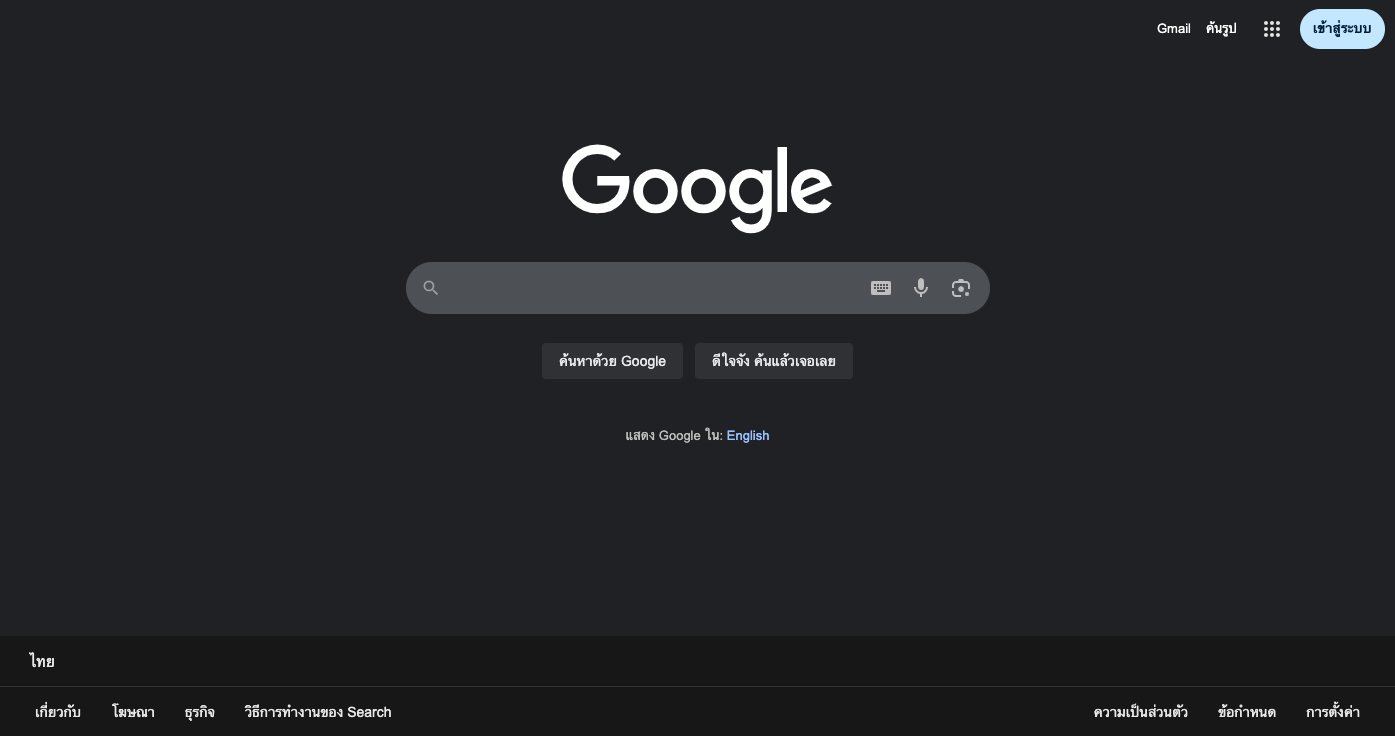 Gmail ค้นรูป เข้าสู่ระบบ
Google
ค้นหาด้วย Google ดีใจจัง ค้นแล้วเจอเลย
แสดง Google ใน: English
ไทย
เกี่ยวกับ โฆษณา ธุรกิจ วิธีการทำงานของ Search ความเป็นส่วนตัว ข้อกำหนด การตั้งค่า